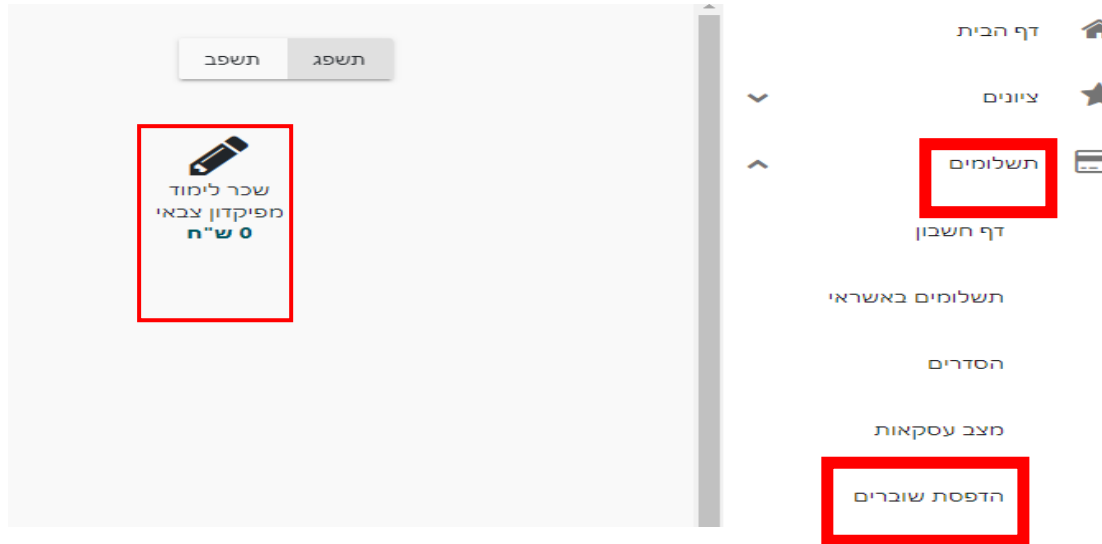 דף הבית
ציונים
תשלומים
דף חשבון
תשלומים באשראי
הסדרים
מצב עסקאות
הדפסת שוברים
תשפג
תשפב
שכר לימוד
מפיקדון צבאי
0 ש"ח